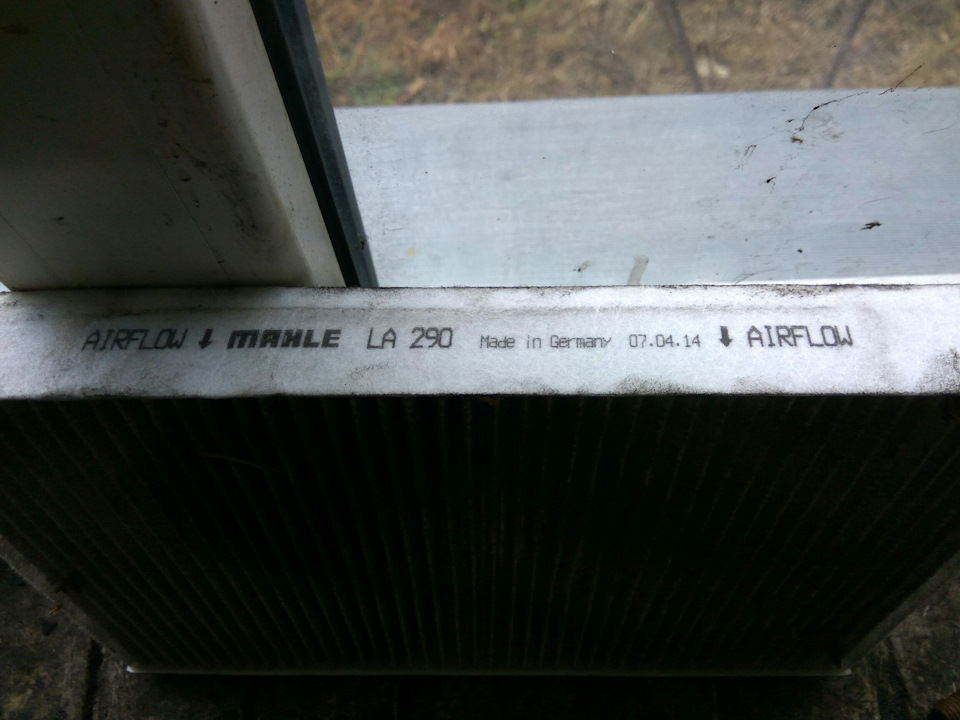 AIRFLOW ⬇ MAHLE LA 290 Made in Germany 07.04.14 ⬇ AIRFLOW